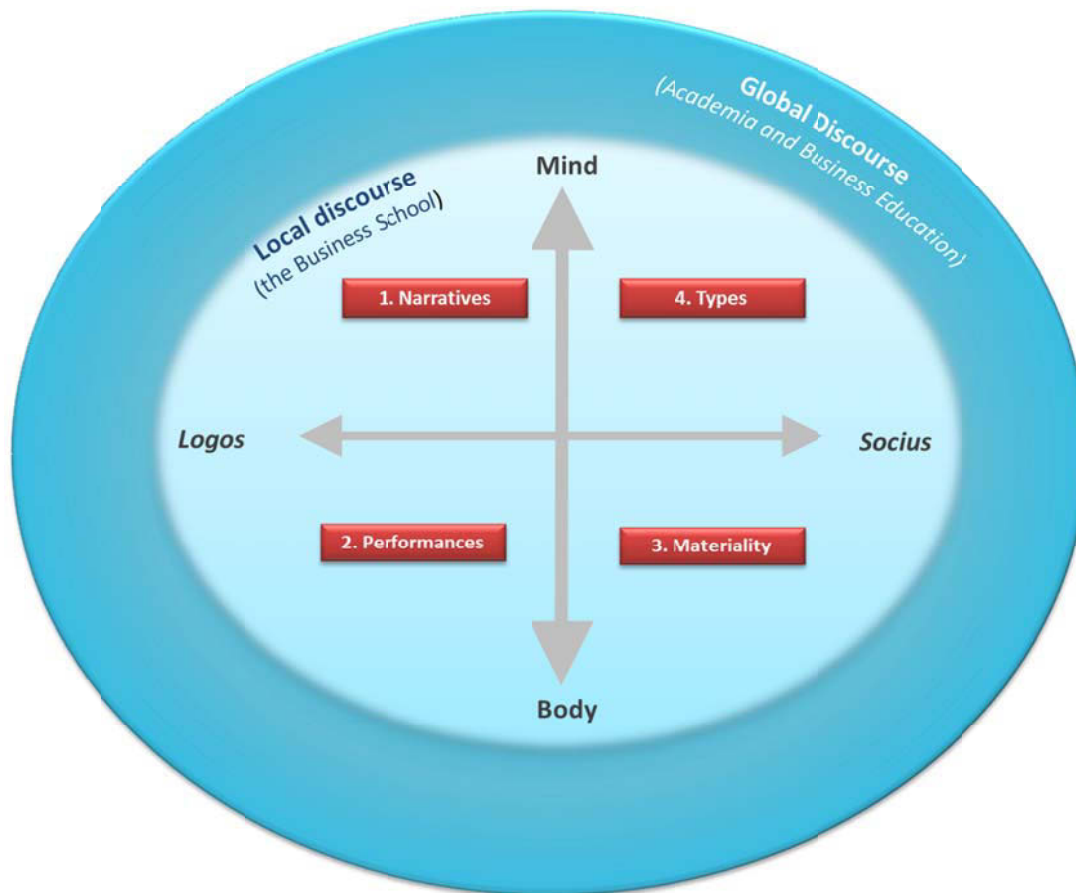 Global Discourse
(Academia and Business Education)
Local discourse
(the Business School)
Mind
1. Narratives
4. Types
Logos
Socius
2. Performances
3. Materiality
Body